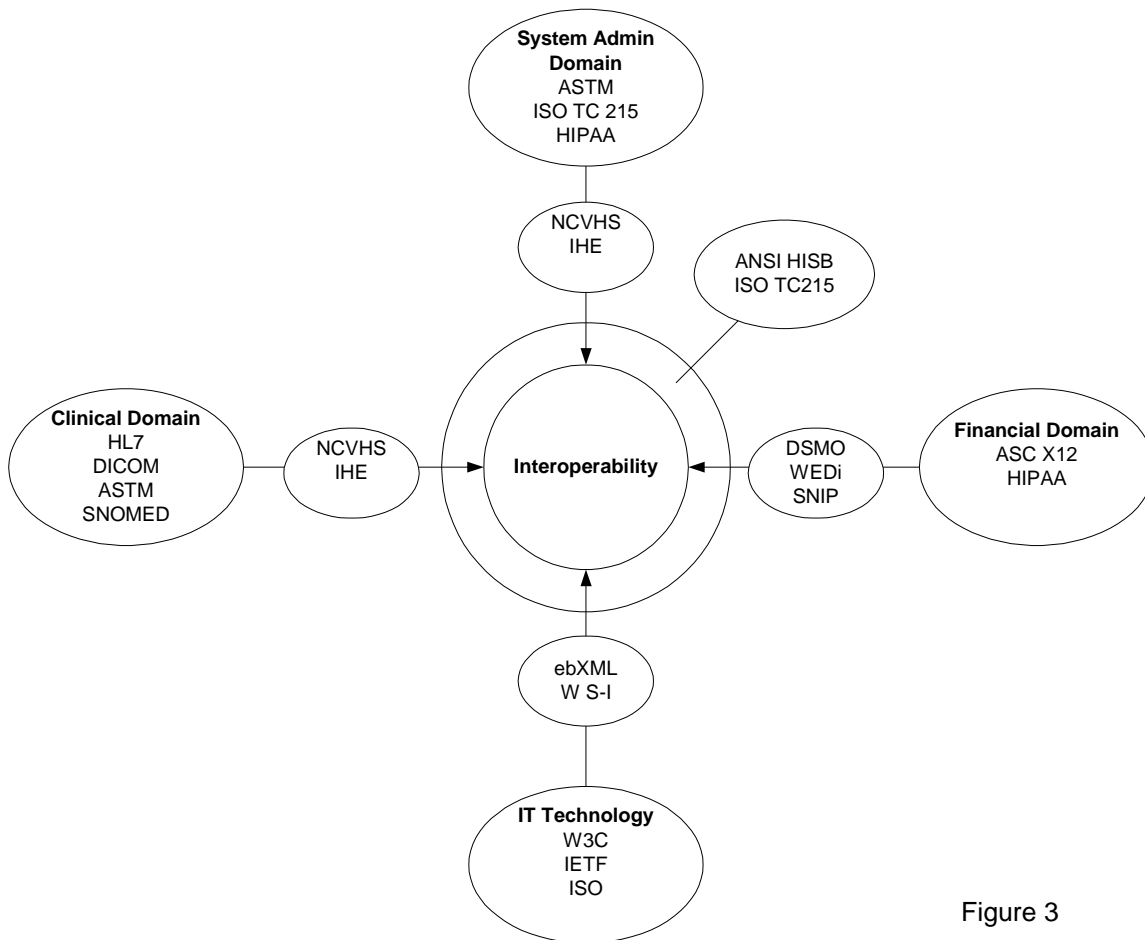 System Admin
Domain
ASTM
ISO TC 215
HIPAA
NCVHS
IHE
ANSI HISB
ISO TC215
Clinical Domain
HL7
DICOM
ASTM
SNOMED
NCVHS
IHE
Interoperability
DSMO
WEDi
SNIP
Financial Domain
ASC X12
HIPAA
ebXML
W S-I
IT Technology
W3C
IETF
ISO
Figure 3